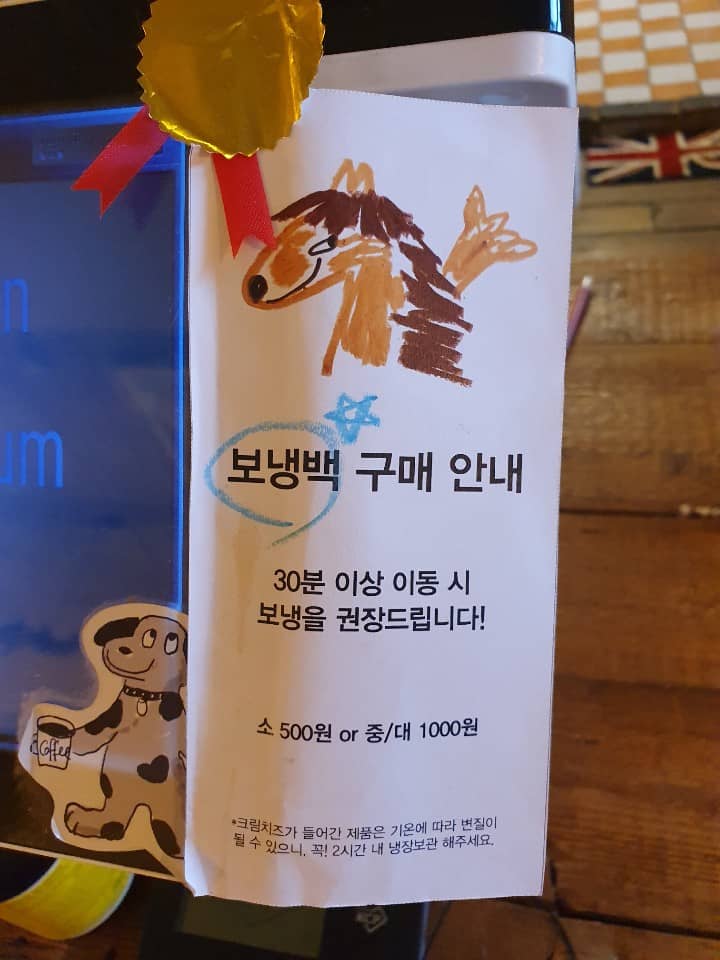 n
um
보냉백 구매 안내
30분 이상 이동 시
보냉을 권장드립니다!
소 500원 or 중/대 1000원
*크림치즈가 들어간 제품은 기온에 따라 변질이
될 수 있으니, 꼭! 2시간 내 냉장보관 해주세요.
Coffee